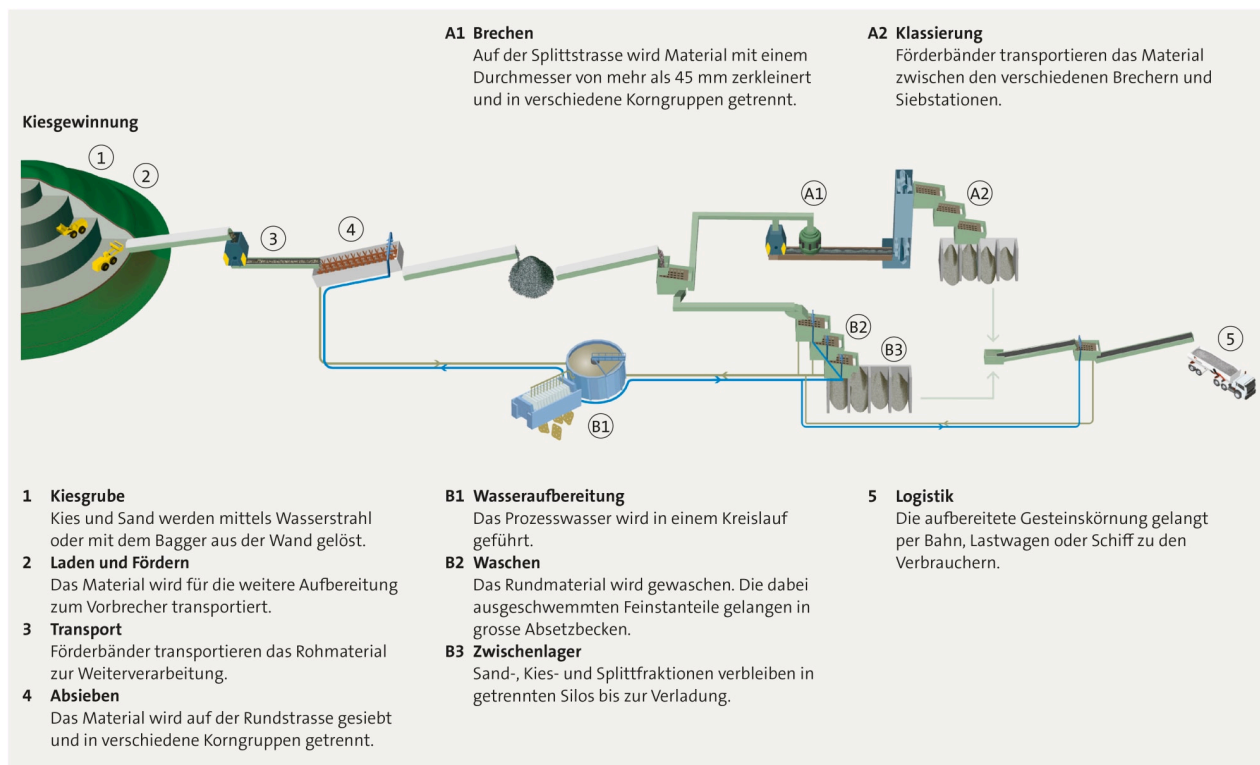 A1 Brechen
Auf der Splittstrasse wird Material mit einem
Durchmesser von mehr als 45 mm zerkleinert
und in verschiedene Korngruppen getrennt.
A2 Klassierung
Förderbänder transportieren das Material
zwischen den verschiedenen Brechern und
Siebstationen.
Kiesgewinnung
1
2
3
4
A1
A2
B1
B2
B3
5
1 Kiesgrube
Kies und Sand werden mittels Wasserstrahl
oder mit dem Bagger aus der Wand gelöst.
2 Laden und Fördern
Das Material wird für die weitere Aufbereitung
zum Vorbrecher transportiert.
3 Transport
Förderbänder transportieren das Rohmaterial
zur Weiterverarbeitung.
4 Absieben
Das Material wird auf der Rundstrasse gesiebt
und in verschiedene Korngruppen getrennt.
B1 Wasseraufbereitung
Das Prozesswasser wird in einem Kreislauf
geführt.
B2 Waschen
Das Rundmaterial wird gewaschen. Die dabei
ausgeschwemmten Feinstanteile gelangen in
grosse Absetzbecken.
B3 Zwischenlager
Sand-, Kies- und Splittfraktionen verbleiben in
getrennten Silos bis zur Verladung.
5 Logistik
Die aufbereitete Gesteinskörnung gelangt
per Bahn, Lastwagen oder Schiff zu den
Verbrauchern.